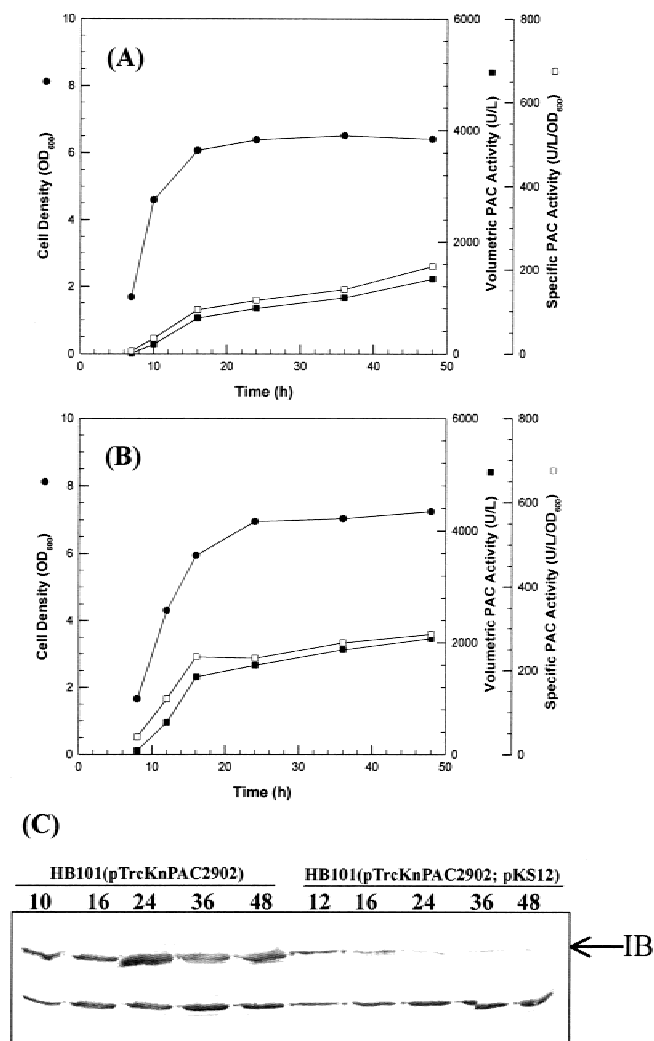 (A)
10
8
6
4
2
0
Cell Density (OD600)
0 10 20 30 40 50
Time (h)
6000
4000
2000
0
Volumetric PAC Activity (U/L)
800
600
400
200
0
Specific PAC Activity (U/L/OD600)
(B)
10
8
6
4
2
0
Cell Density (OD600)
0 10 20 30 40 50
Time (h)
6000
4000
2000
0
Volumetric PAC Activity (U/L)
800
600
400
200
0
Specific PAC Activity (U/L/OD600)
(C)
HB101(pTrcKnPAC2902) HB101(pTrcKnPAC2902; pKS12)
10 16 24 36 48 12 16 24 36 48
IB